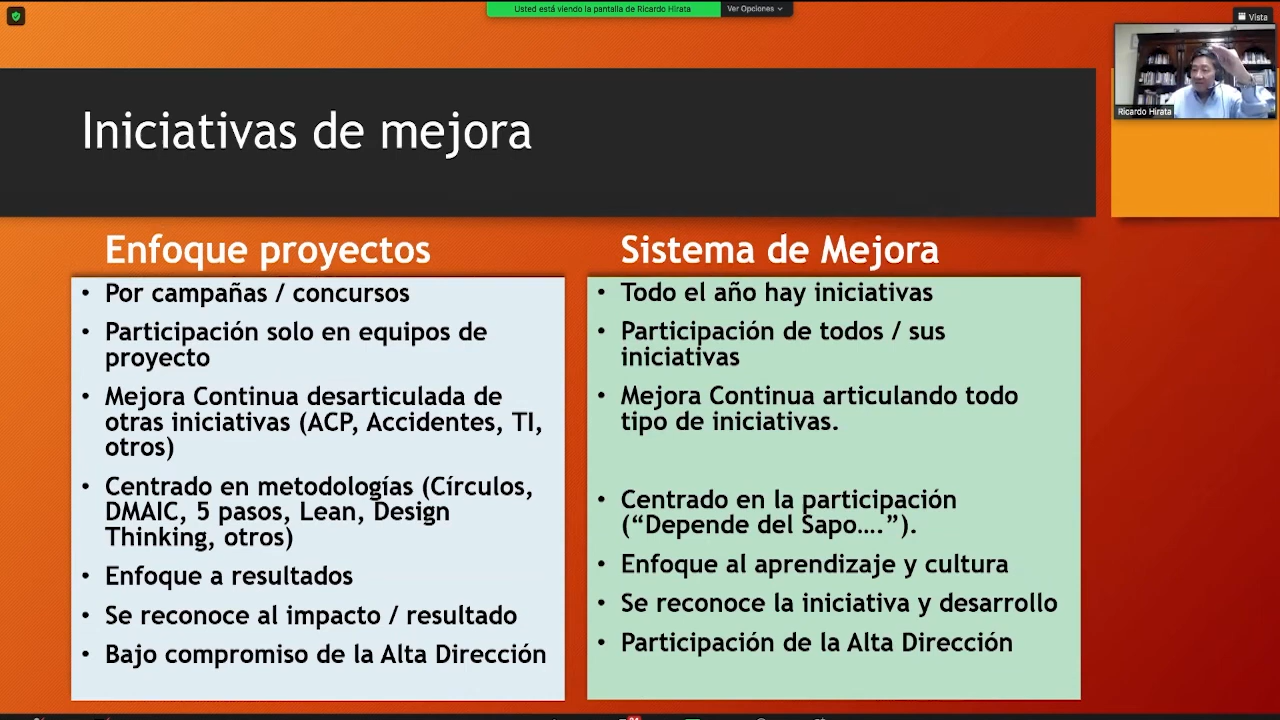 Usted está viendo la pantalla de Ricardo Hirata
Ver Opciones
Vista
Ricardo Hirata
Iniciativas de mejora
Enfoque proyectos
• Por campañas / concursos
• Participación solo en equipos de
proyecto
• Mejora Continua desarticulada de
otras iniciativas (ACP, Accidentes, TI,
otros)
• Centrado en metodologías (Círculos,
DMAIC, 5 pasos, Lean, Design
Thinking, otros)
• Enfoque a resultados
• Se reconoce al impacto / resultado
• Bajo compromiso de la Alta Dirección
Sistema de Mejora
• Todo el año hay iniciativas
• Participación de todos / sus
iniciativas
• Mejora Continua articulando todo
tipo de iniciativas.
• Centrado en la participación
(“Depende del Sapo….”).
• Enfoque al aprendizaje y cultura
• Se reconoce la iniciativa y desarrollo
• Participación de la Alta Dirección